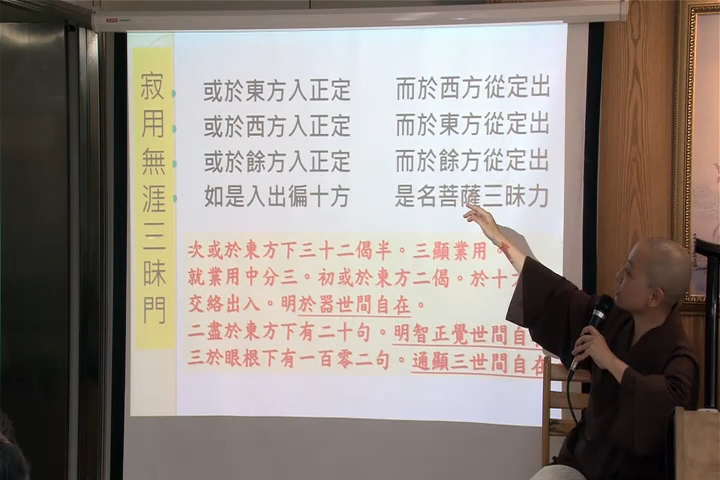 寂用無涯三昧門
或於東方入正定 而於西方從定出
或於西方入正定 而於東方從定出
或於餘方入正定 而於餘方從定出
如是入出徧十方 是名菩薩三昧力
次或於東方下三十二偈半。三顯業用。
就業用中分三。初或於東方二偈。於十方
交絡出入。明於器世間自在。
二盡於東方下有二十句。明智正覺世間自在
三於眼根下有一百零二句。通顯三世間自在